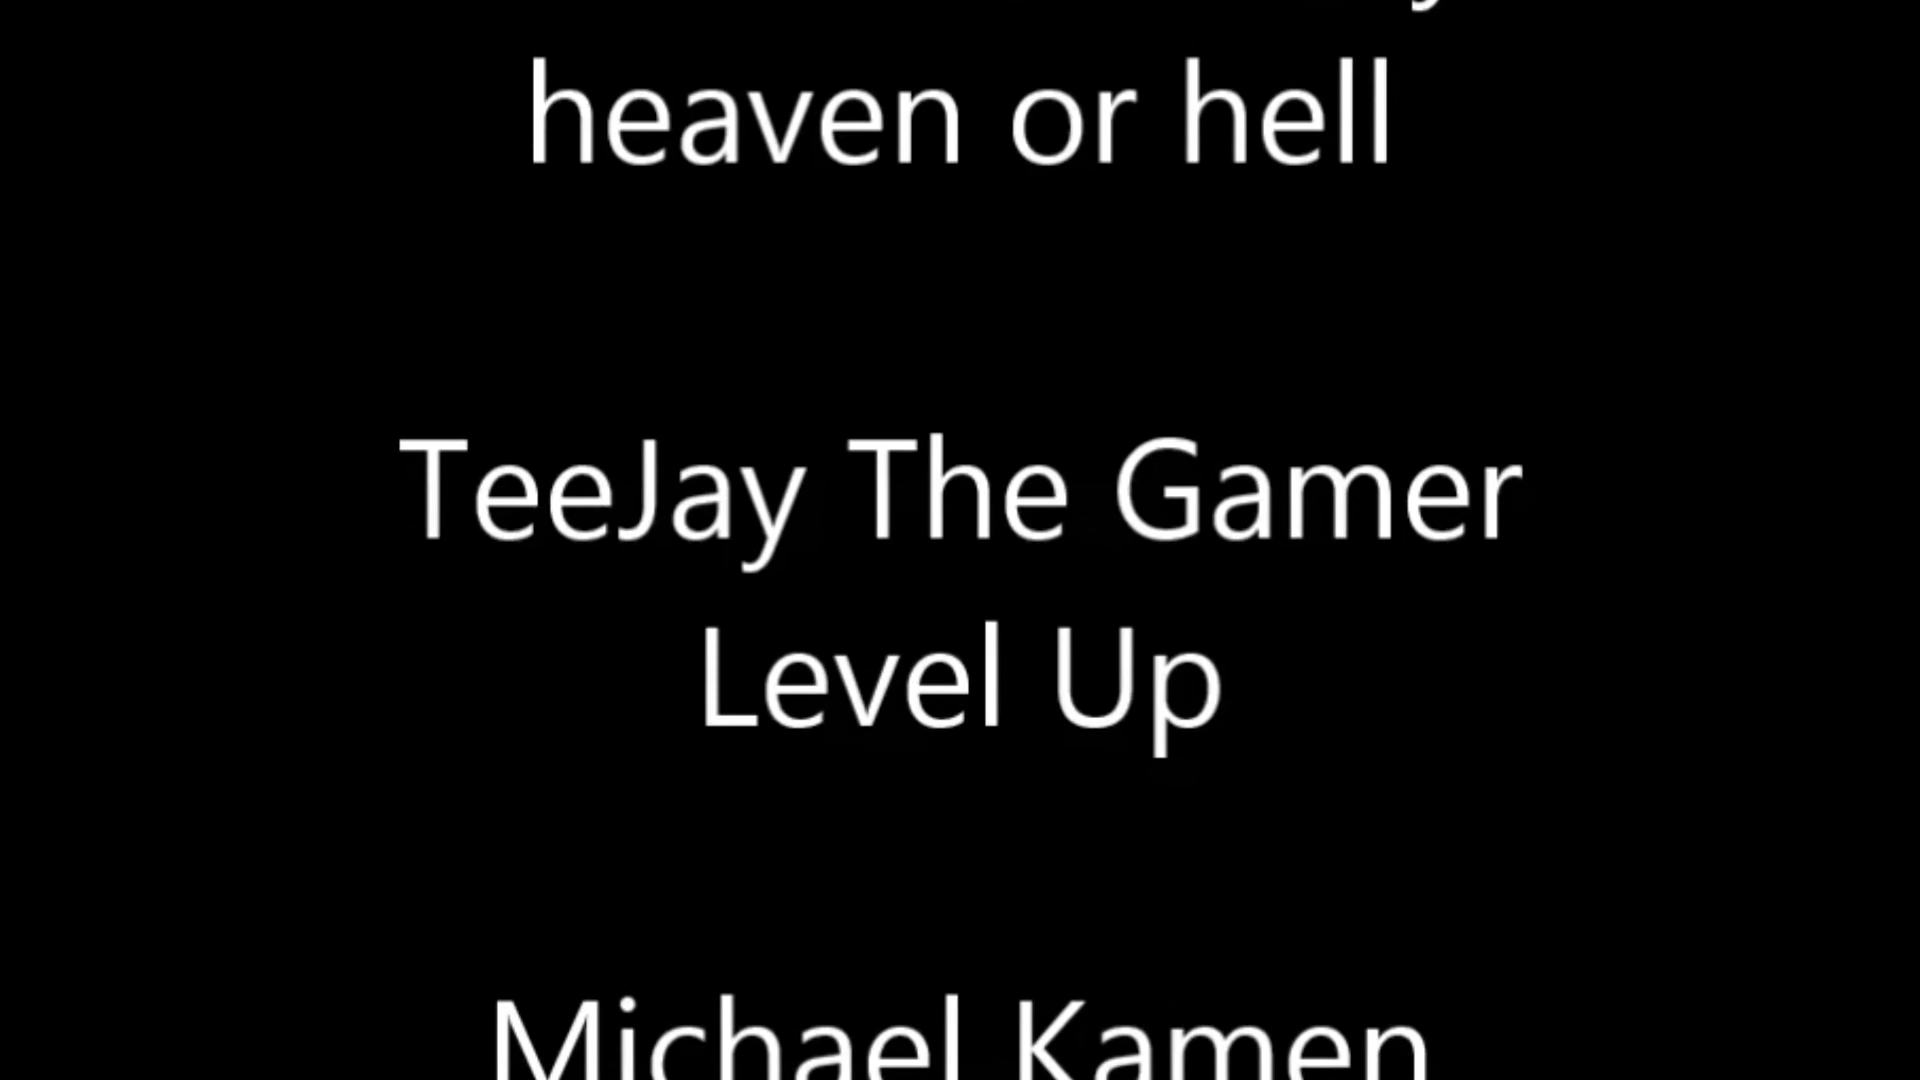 heaven or hell
TeeJay The Gamer
Level Up
Michael Kamen